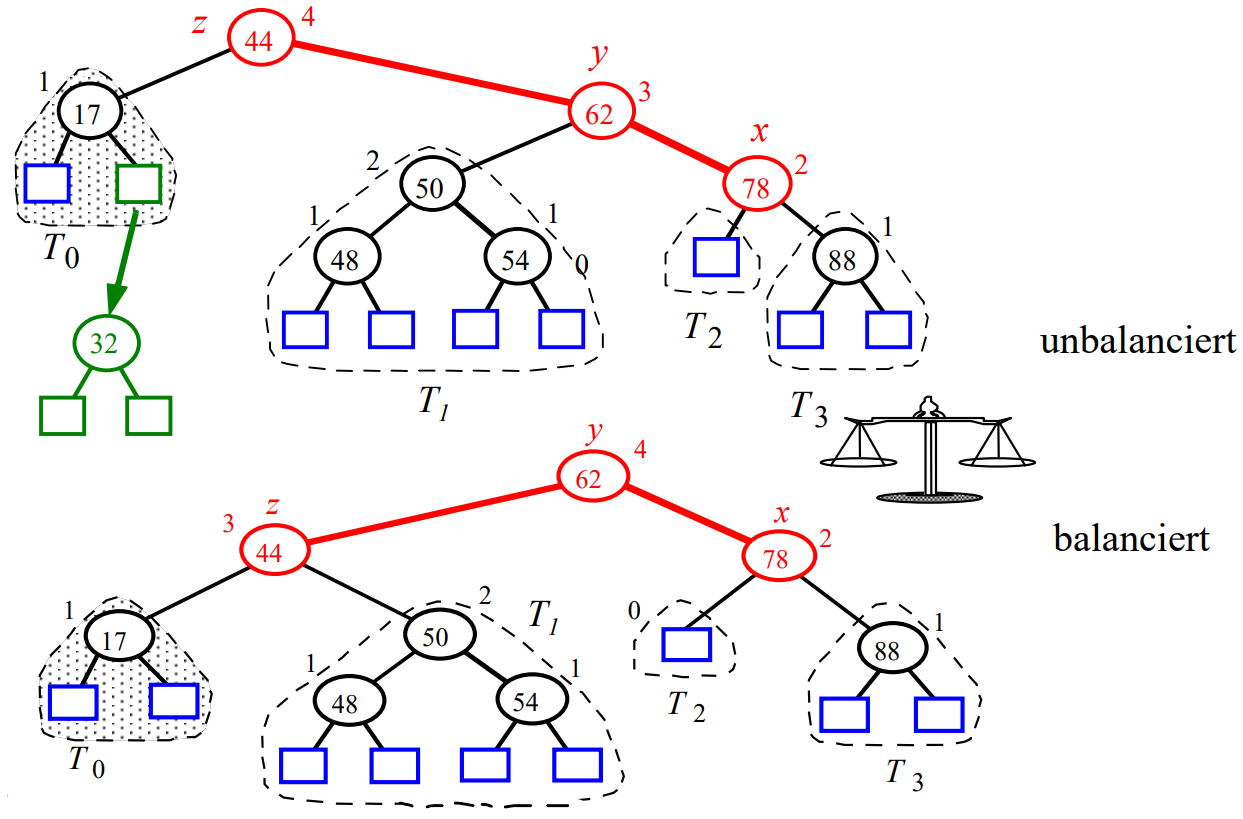 z 44 4
y 62 3
1 17
x 78 2
2 50
1 48
54 1
0
88 1
T0
32
T2
unbalanciert
T1
T3
y 62 4
3 z 44
x 78 2
balanciert
1 17
50 2
T1
0
88 1
1 48
54 1
T2
T0
T3